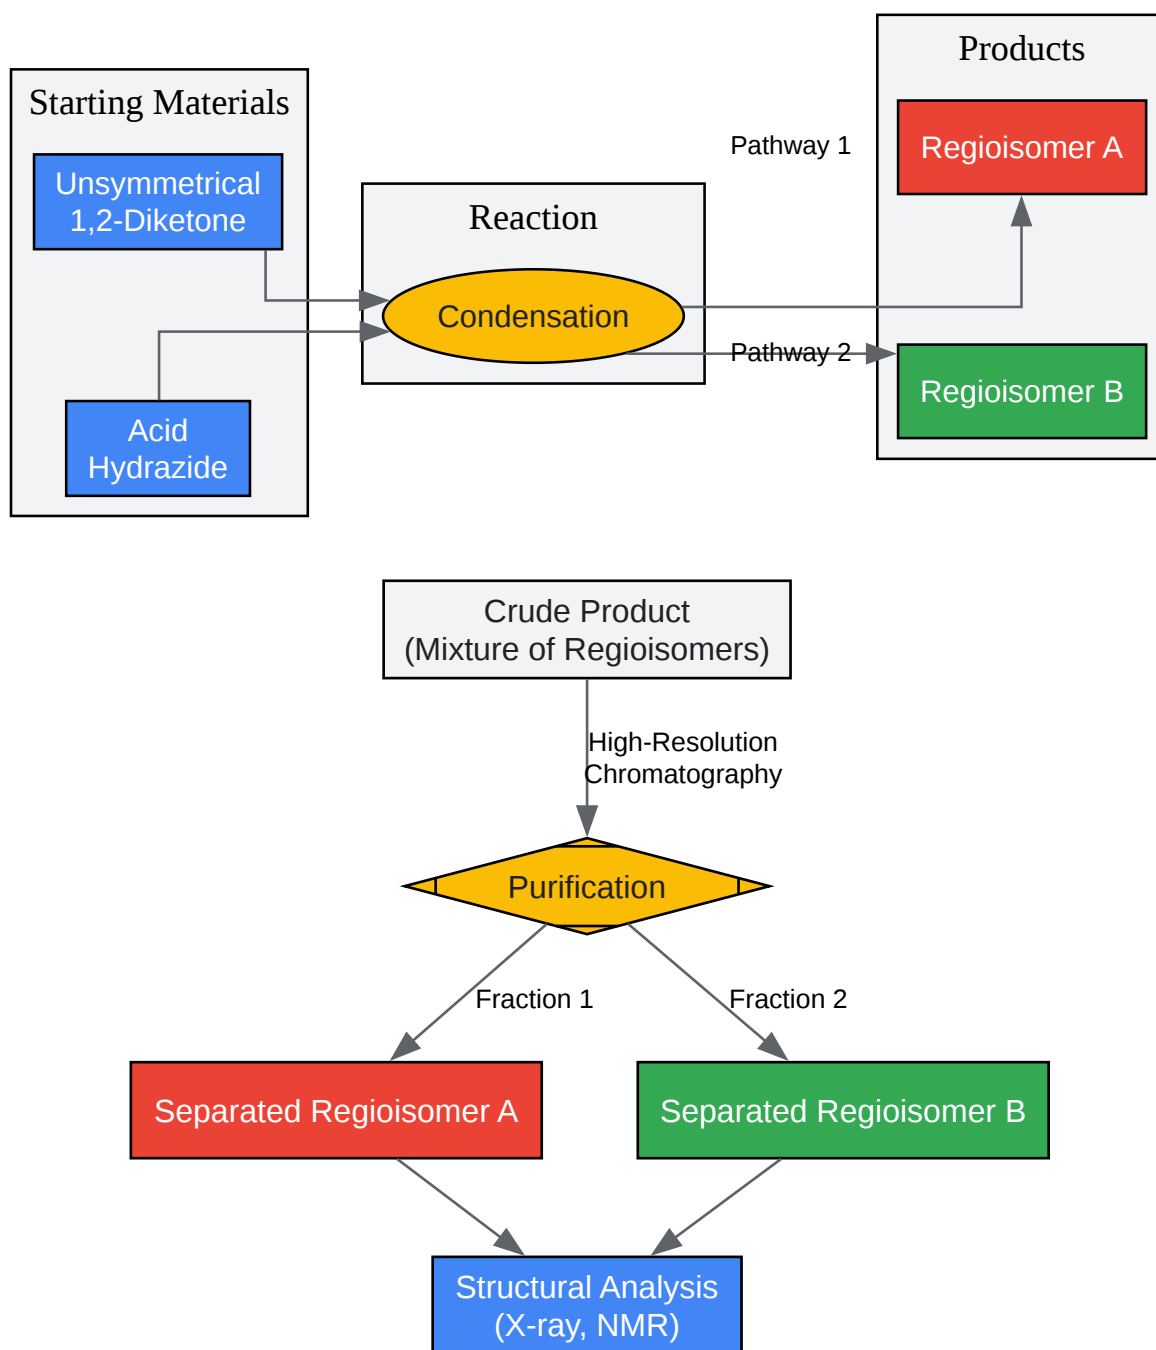 Starting Materials
Unsymmetrical
1,2-Diketone
Acid
Hydrazide
Reaction
Condensation
Pathway 1
Pathway 2
Products
Regioisomer A
Regioisomer B
Crude Product
(Mixture of Regioisomers)
High-Resolution
Chromatography
Purification
Fraction 1
Fraction 2
Separated Regioisomer A
Separated Regioisomer B
Structural Analysis
(X-ray, NMR)